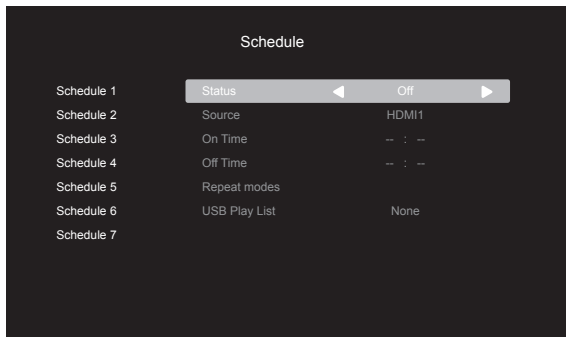 Schedule
Schedule 1 Status Off
Schedule 2 Source HDMI1
Schedule 3 On Time -- : --
Schedule 4 Off Time -- : --
Schedule 5 Repeat modes
Schedule 6 USB Play List None
Schedule 7